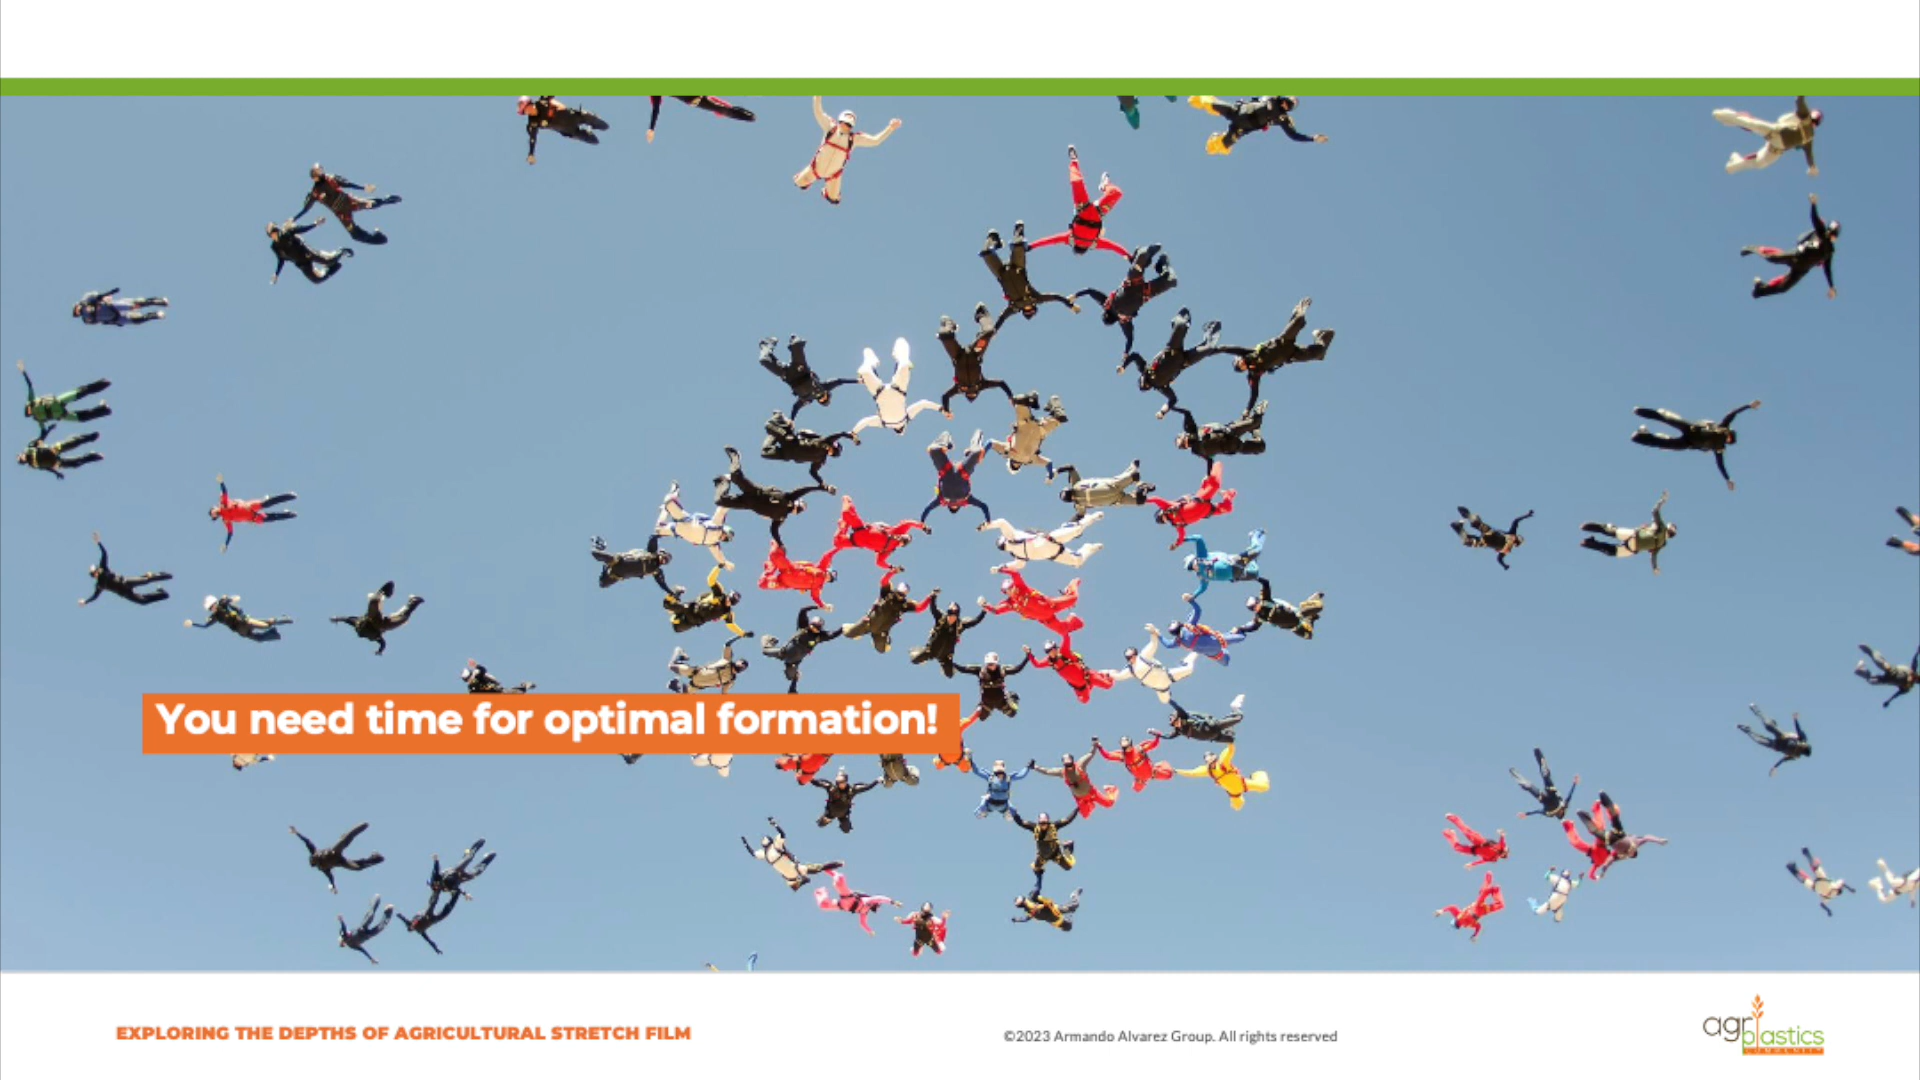 You need time for optimal formation!
EXPLORING THE DEPTHS OF AGRICULTURAL STRETCH FILM
©2023 Armando Alvarez Group. All rights reserved
agriplastics
COMMUNITY